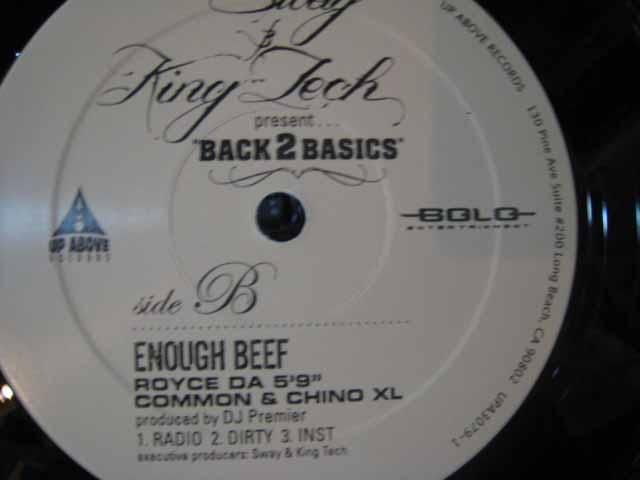 Sway
&
King Tech
present...
"BACK 2 BASICS"
UP ABOVE
RECORDS
BOLO
ENTERTAINMENT
side B
ENOUGH BEEF
ROYCE DA 5'9"
COMMON & CHINO XL
produced by DJ Premier
1. RADIO 2. DIRTY 3. INST
executive producers: Sway & King Tech
UP ABOVE RECORDS 130 Pine Ave Suite #200 Long Beach, CA 90802 UPA3079-1